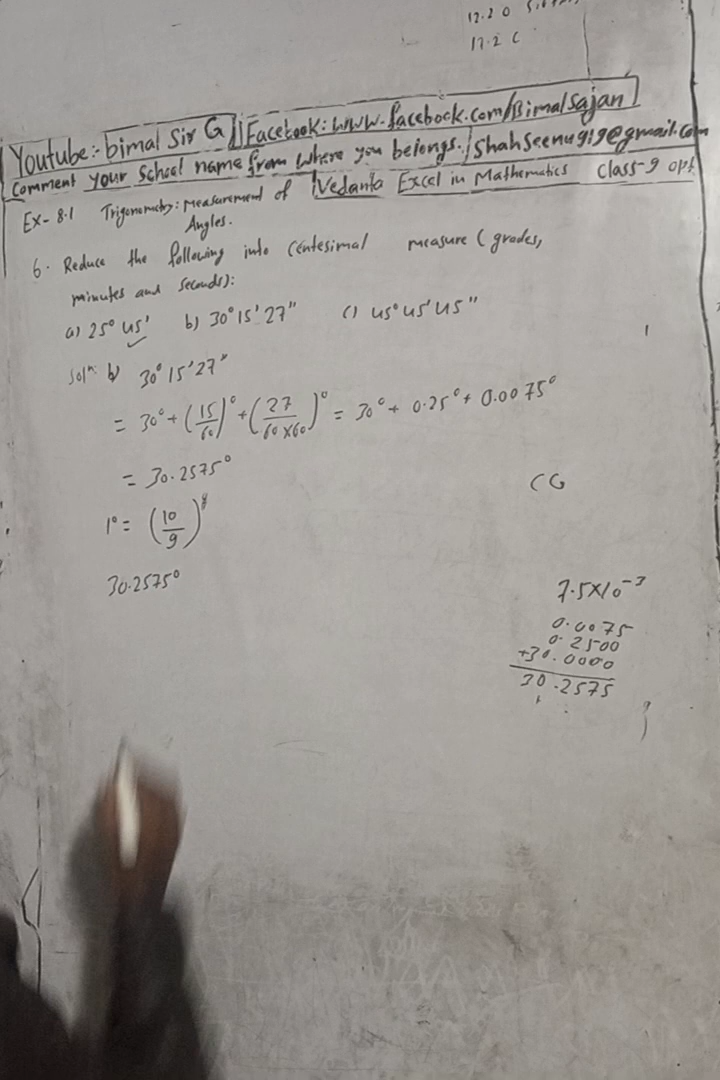 17.2 C
Youtube:- bimal Sir G || Facebook: www.facebook.com/Bimalsajan
Comment your School name from where you belongs. | Shahseenu919@gmail.com
Ex- 8.1 Trigonometry: Measurement of Angles. Vedanta Excel in Mathematics Class-9 opt
6. Reduce the following into Centesimal measure (grades,
minutes and seconds):
a) 25° 45' b) 30° 15' 27" c) 45° 45' 45"
Solⁿ: b) 30° 15' 27"
= 30° + (15/60)° + (27/60×60)° = 30° + 0.25° + 0.0075°
= 30.2575°
CG
1° = (10/9)ᵍ
30.2575°
7.5×10⁻³
0.0075
0.2500
+30.0000
30.2575